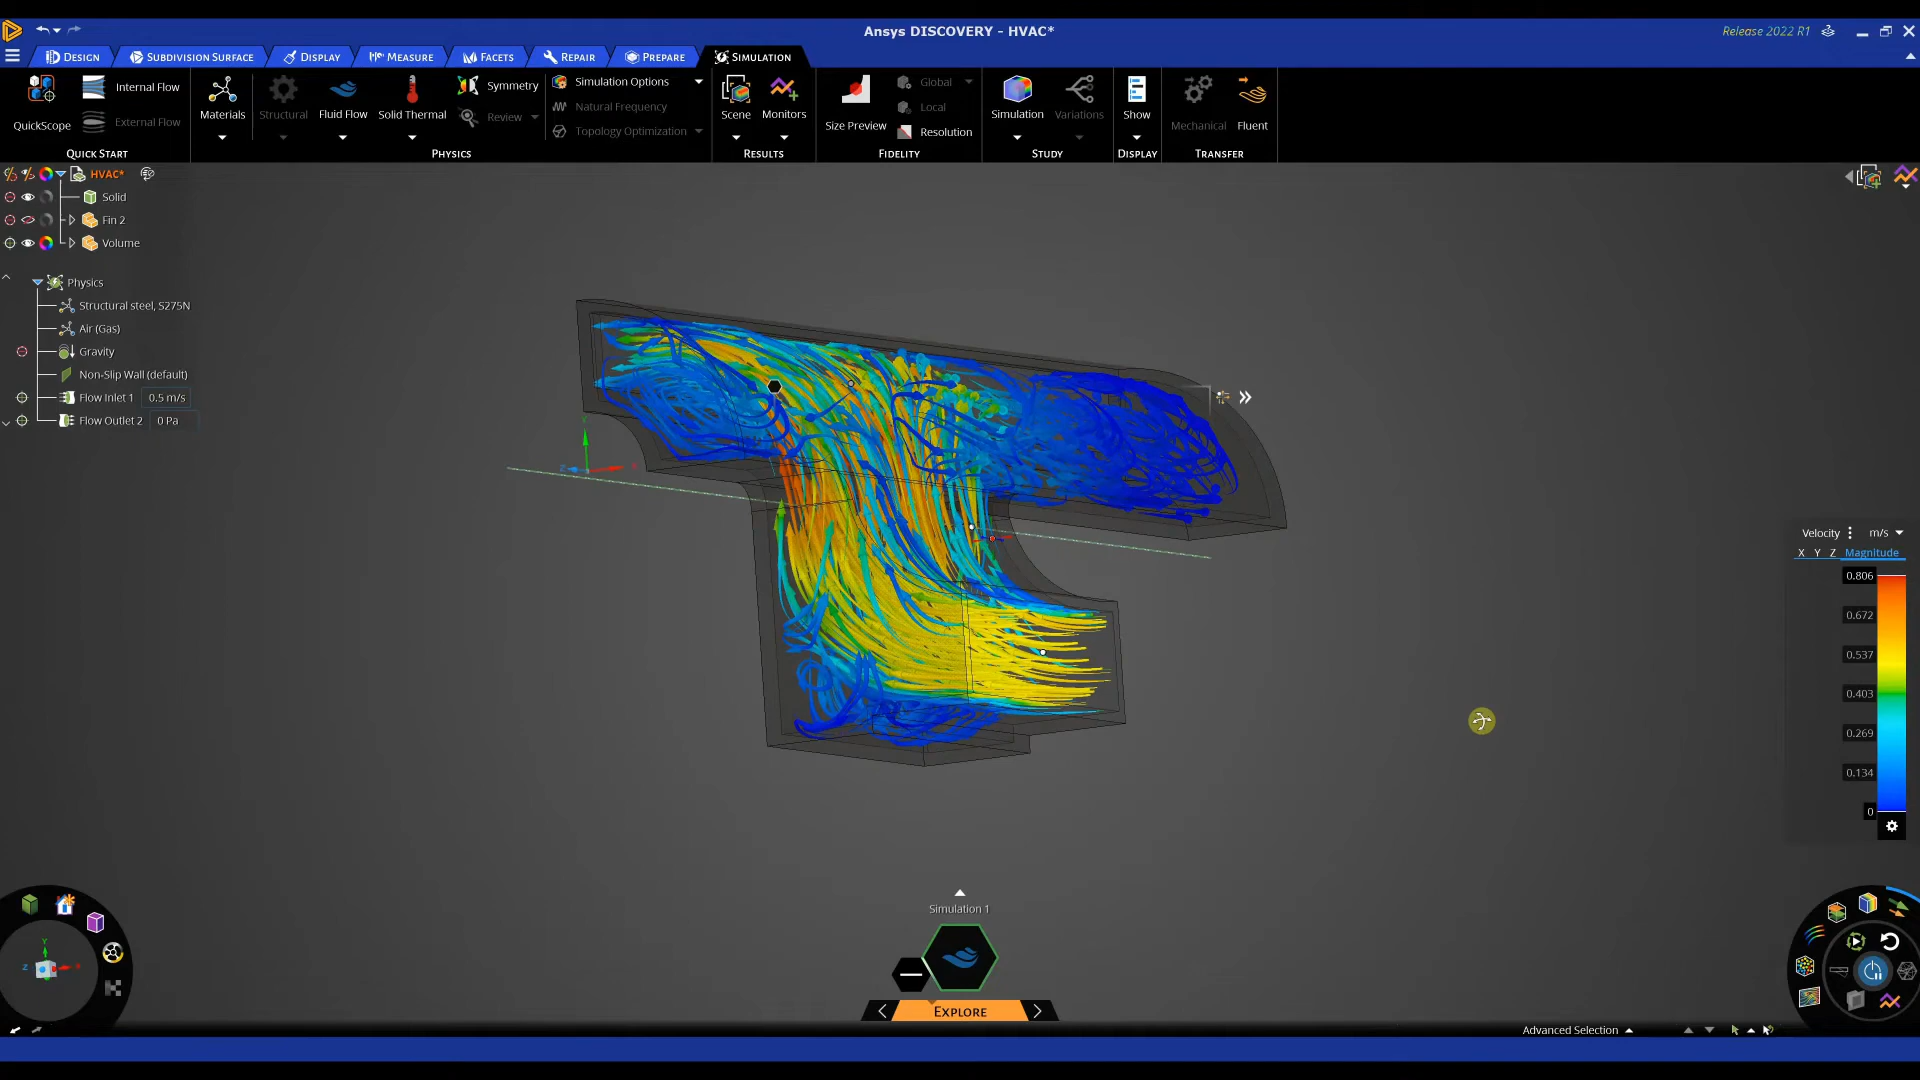 Ansys DISCOVERY - HVAC*
Release 2022 R1
DESIGN
SUBDIVISION SURFACE
DISPLAY
MEASURE
FACETS
REPAIR
PREPARE
SIMULATION
QuickScope
Internal Flow
External Flow
QUICK START
Materials
Structural
Fluid Flow
Solid Thermal
Symmetry
Review
Simulation Options
Natural Frequency
Topology Optimization
PHYSICS
Scene
Monitors
RESULTS
Size Preview
Global
Local
Resolution
FIDELITY
Simulation
Variations
STUDY
Show
DISPLAY
Mechanical
Fluent
TRANSFER
HVAC*
Solid
Fin 2
Volume
Physics
Structural steel, S275N
Air (Gas)
Gravity
Non-Slip Wall (default)
Flow Inlet 1 0.5 m/s
Flow Outlet 2 0 Pa
Velocity m/s
X Y Z Magnitude
0.806
0.672
0.537
0.403
0.269
0.134
0
Simulation 1
EXPLORE
Y
Z X
Advanced Selection